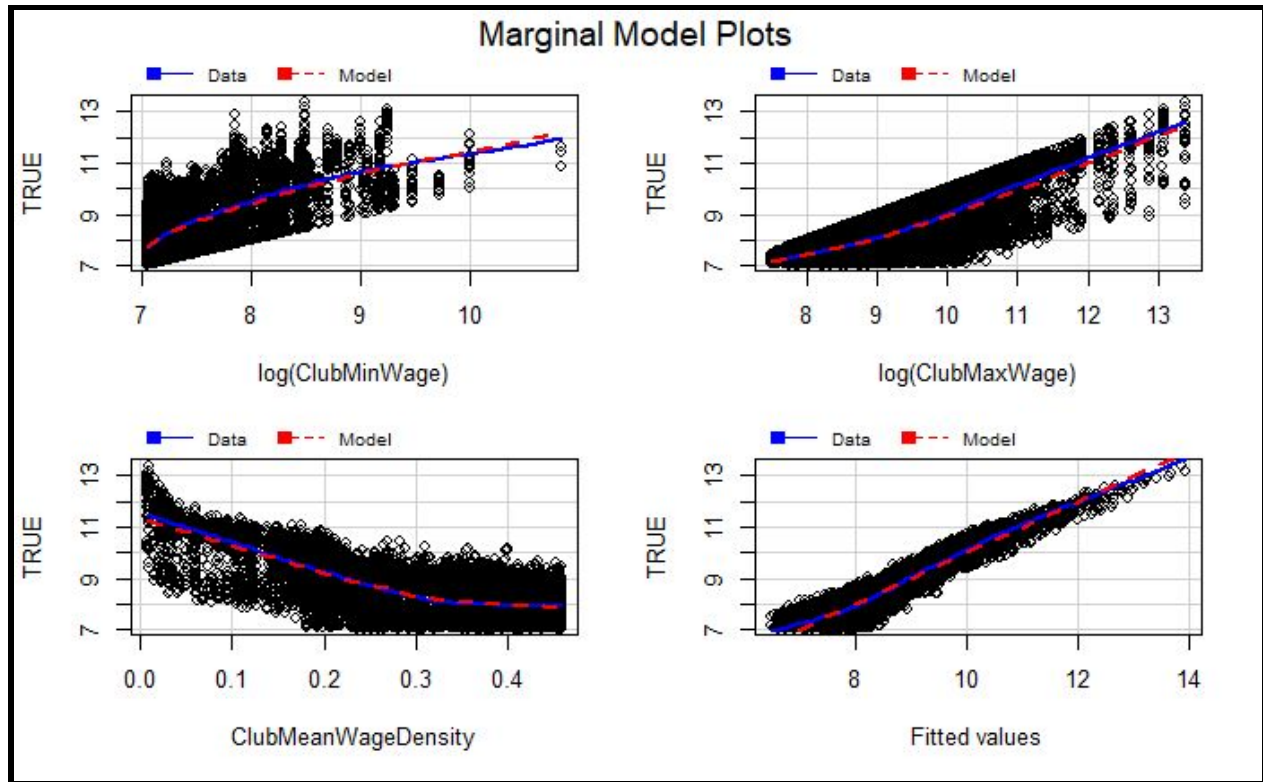 Marginal Model Plots
Data Model
Data Model
TRUE
13
11
9
7
7 8 9 10
log(ClubMinWage)
TRUE
13
11
9
7
8 9 10 11 12 13
log(ClubMaxWage)
Data Model
Data Model
TRUE
13
11
9
7
0.0 0.1 0.2 0.3 0.4
ClubMeanWageDensity
TRUE
13
11
9
7
8 10 12 14
Fitted values